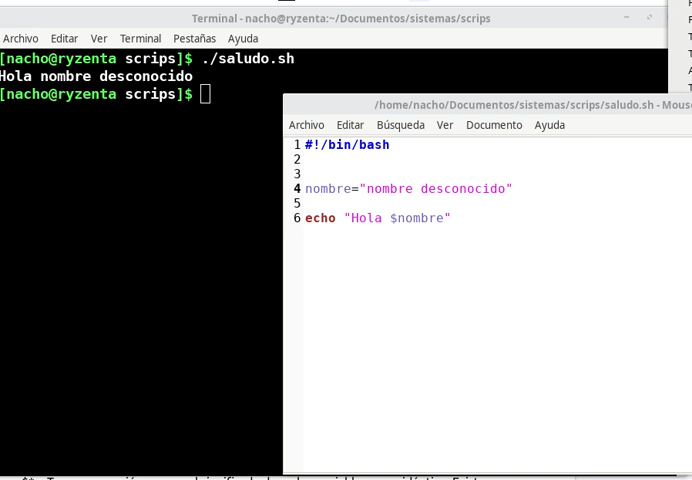 Terminal - nacho@ryzenta:~/Documentos/sistemas/scrips
Archivo Editar Ver Terminal Pestañas Ayuda
[nacho@ryzenta scrips]$ ./saludo.sh
Hola nombre desconocido
[nacho@ryzenta scrips]$
/home/nacho/Documentos/sistemas/scrips/saludo.sh - Mouse
Archivo Editar Búsqueda Ver Documento Ayuda
1 #!/bin/bash
2
3
4 nombre="nombre desconocido"
5
6 echo "Hola $nombre"